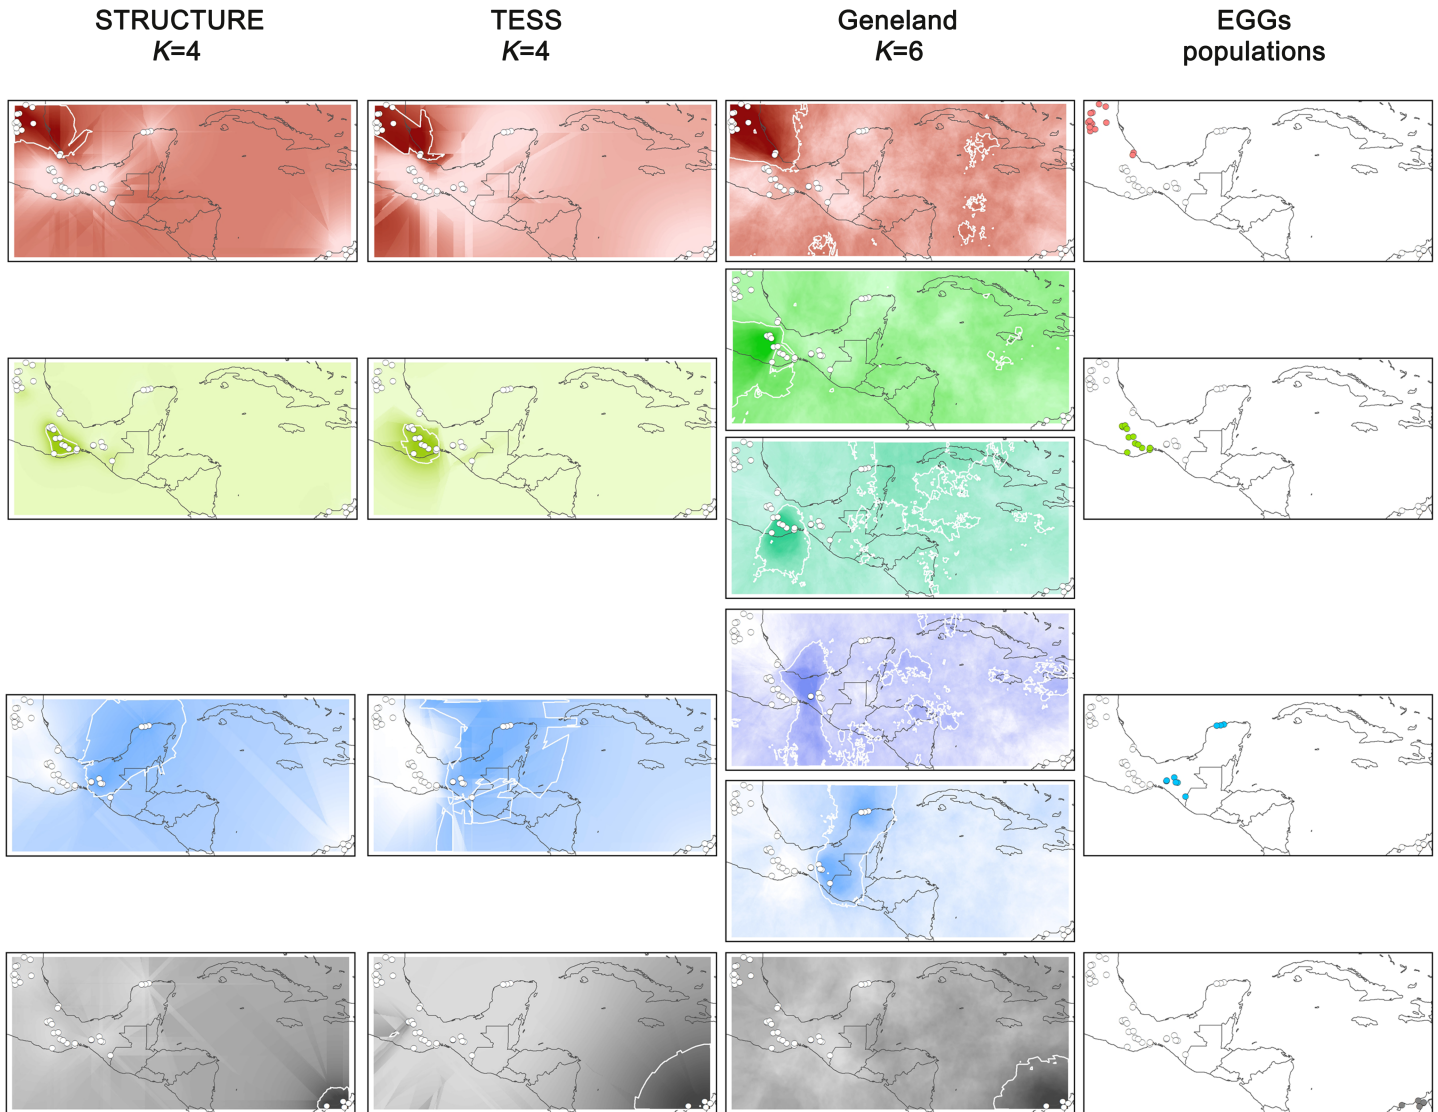 STRUCTURE
K=4
TESS
K=4
Geneland
K=6
EGGs
populations